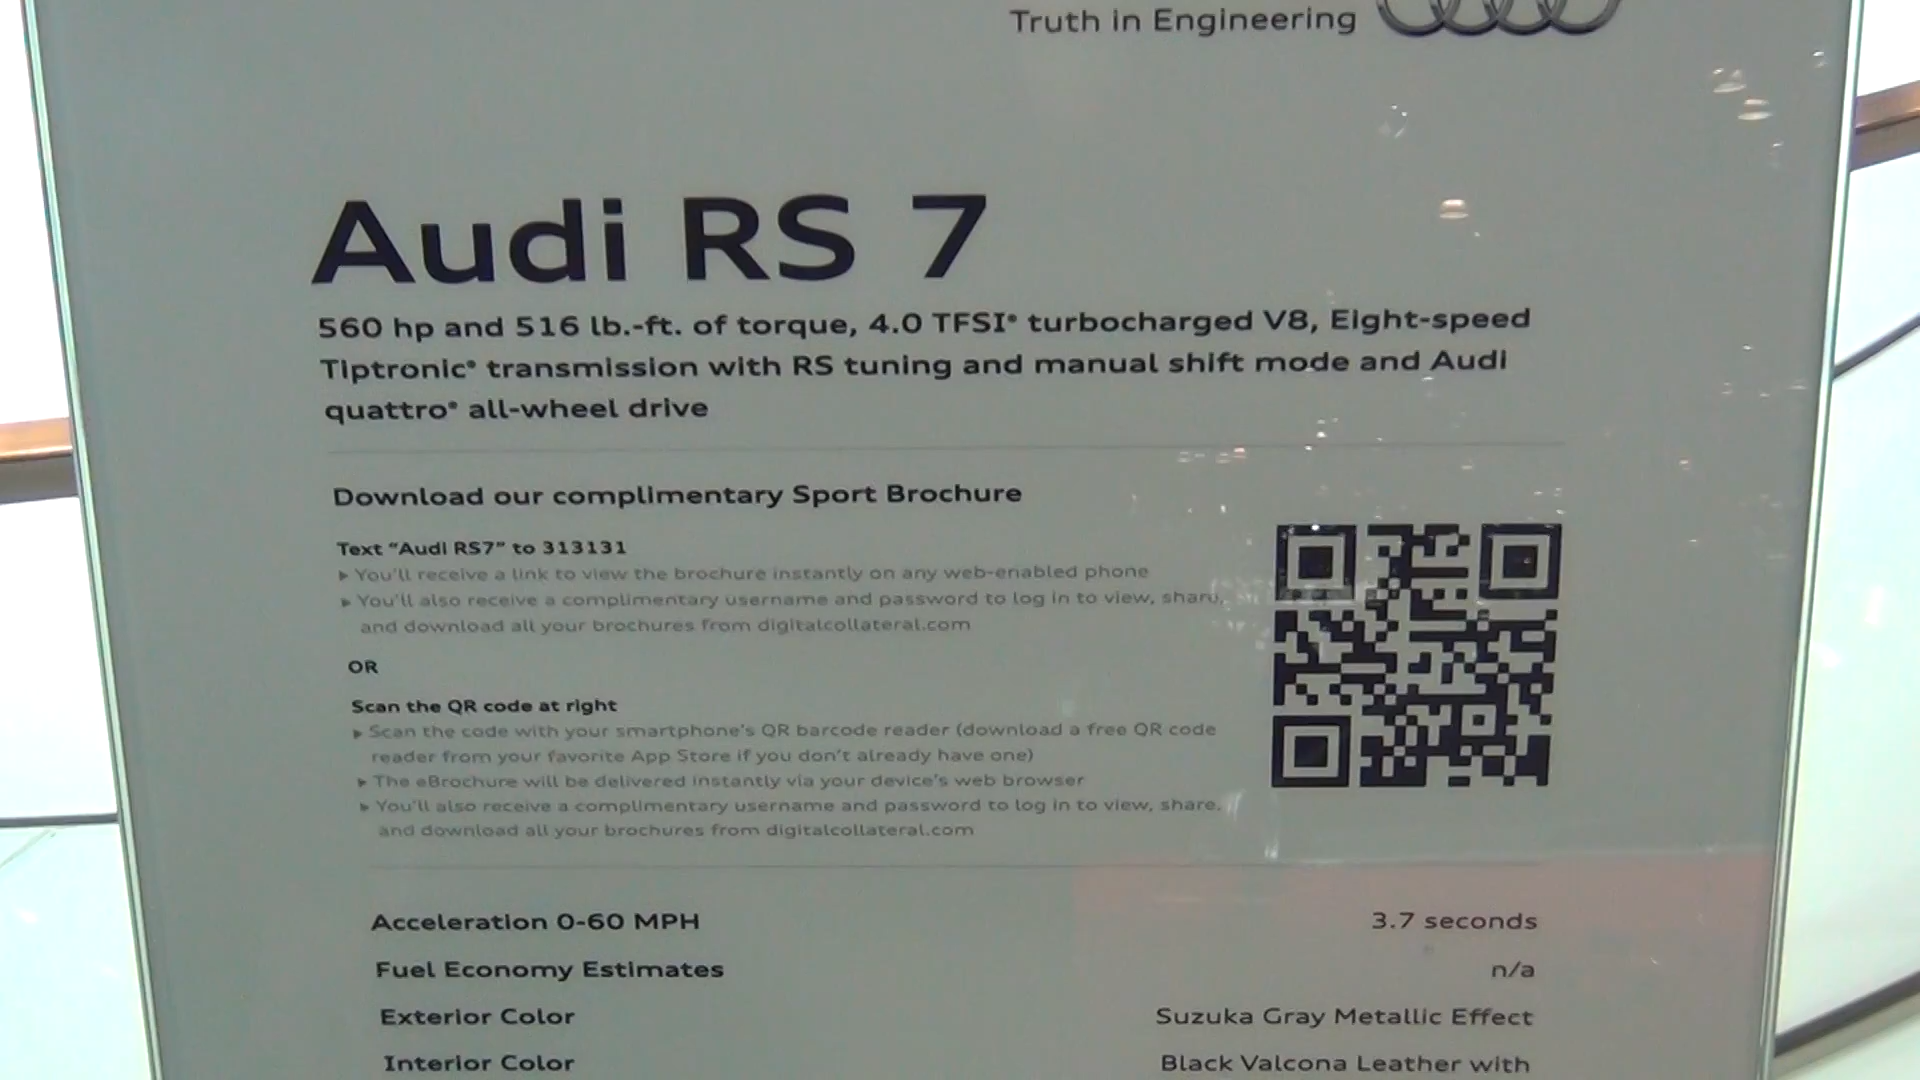 Truth in Engineering
Audi RS 7
560 hp and 516 lb.-ft. of torque, 4.0 TFSI® turbocharged V8, Eight-speed
Tiptronic® transmission with RS tuning and manual shift mode and Audi
quattro® all-wheel drive
Download our complimentary Sport Brochure
Text “Audi RS7” to 313131
▸ You’ll receive a link to view the brochure instantly on any web-enabled phone
▸ You’ll also receive a complimentary username and password to log in to view, share,
and download all your brochures from digitalcollateral.com
OR
Scan the QR code at right
▸ Scan the code with your smartphone’s QR barcode reader (download a free QR code
reader from your favorite App Store if you don’t already have one)
▸ The eBrochure will be delivered instantly via your device’s web browser
▸ You’ll also receive a complimentary username and password to log in to view, share,
and download all your brochures from digitalcollateral.com
Acceleration 0-60 MPH 3.7 seconds
Fuel Economy Estimates n/a
Exterior Color Suzuka Gray Metallic Effect
Interior Color Black Valcona Leather with